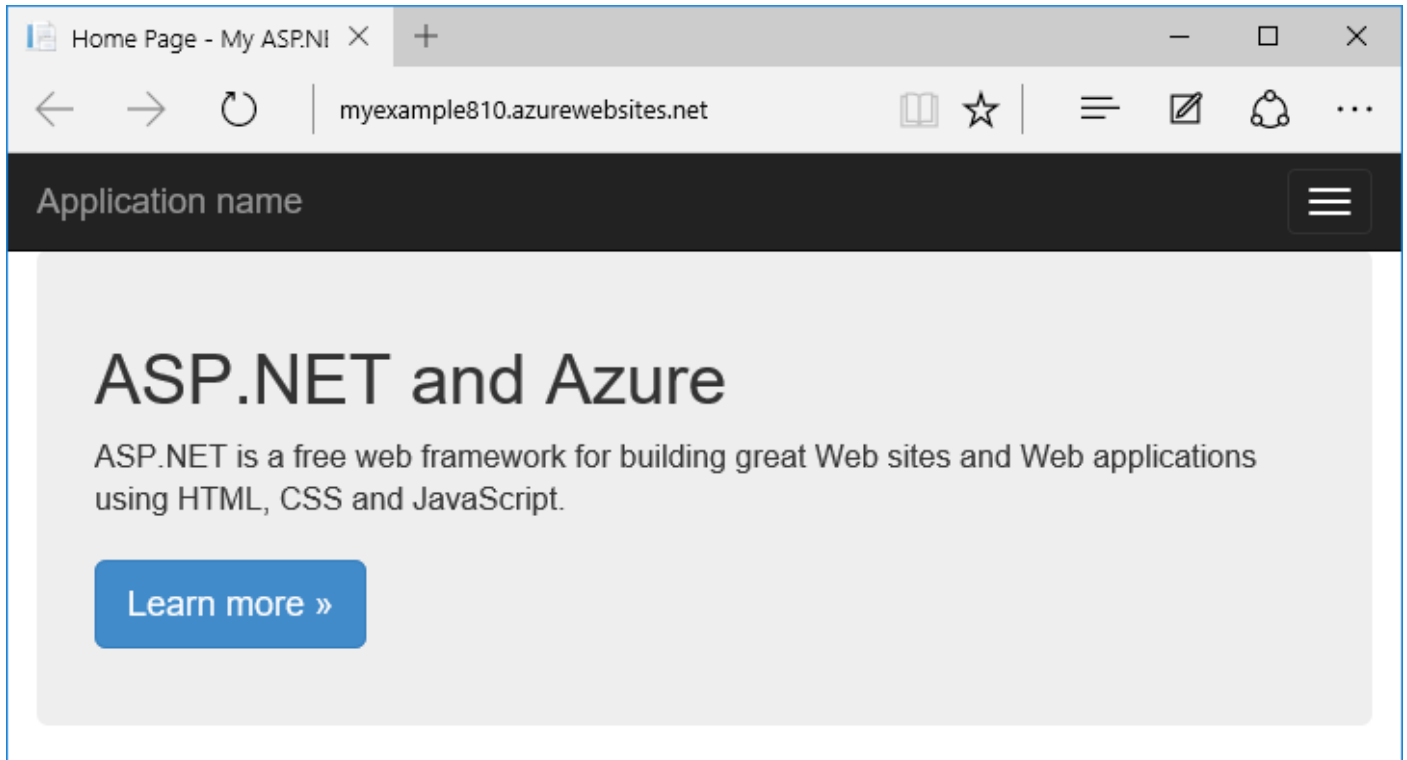 Home Page - My ASP.NE
myexample810.azurewebsites.net
Application name
ASP.NET and Azure
ASP.NET is a free web framework for building great Web sites and Web applications
using HTML, CSS and JavaScript.
Learn more »